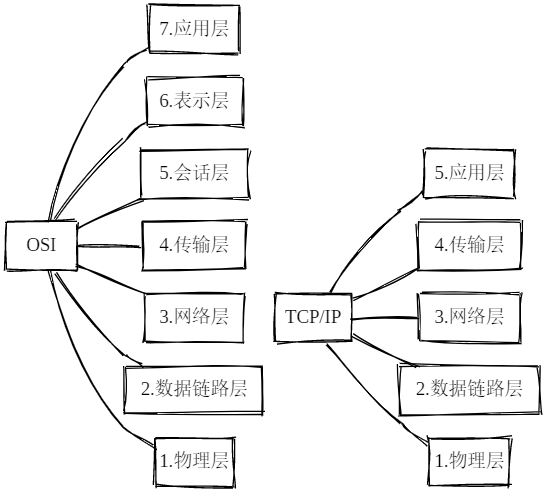 7.应用层
6.表示层
5.会话层
OSI
4.传输层
3.网络层
2.数据链路层
1.物理层
5.应用层
4.传输层
TCP/IP
3.网络层
2.数据链路层
1.物理层